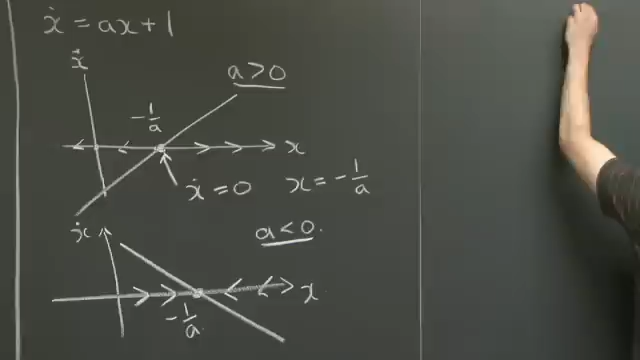 ẋ = ax + 1
ẋ
a > 0
-1/a
x
ẋ = 0   x = -1/a
ẋ
a < 0.
x
-1/a